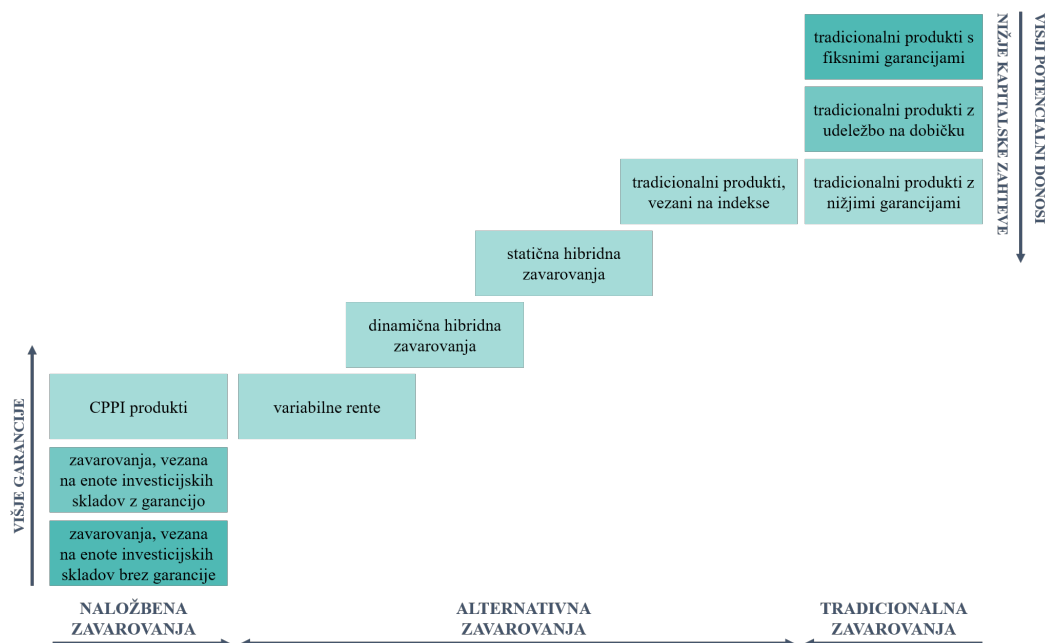 tradicionalni produkti s
fiksnimi garancijami
tradicionalni produkti z
udeležbo na dobičku
tradicionalni produkti,
vezani na indekse
tradicionalni produkti z
nižjimi garancijami
NIŽJE KAPITALSKE ZAHTEVE
VIŠJI POTENCIALNI DONOSI
statična hibridna
zavarovanja
dinamična hibridna
zavarovanja
VIŠJE GARANCIJE
CPPI produkti
variabilne rente
zavarovanja, vezana
na enote investicijskih
skladov z garancijo
zavarovanja, vezana
na enote investicijskih
skladov brez garancije
NALOŽBENA
ZAVAROVANJA
ALTERNATIVNA
ZAVAROVANJA
TRADICIONALNA
ZAVAROVANJA